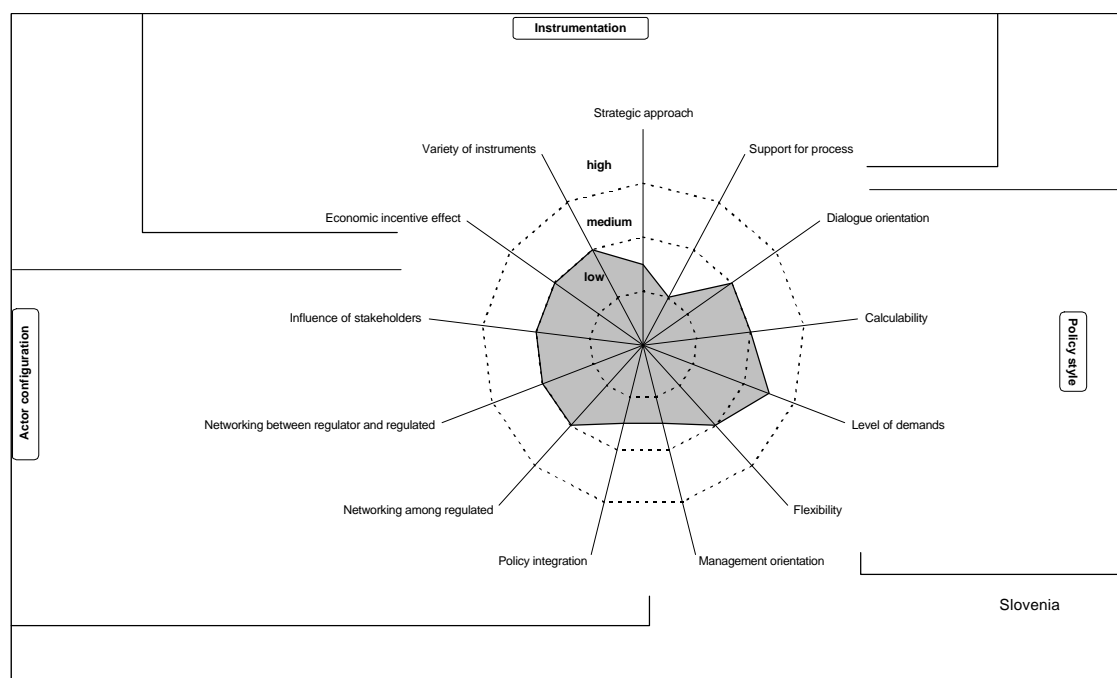 Instrumentation
Strategic approach
Variety of instruments
Support for process
high
Economic incentive effect
medium
Dialogue orientation
low
Influence of stakeholders
Calculability
Actor configuration
Policy style
Networking between regulator and regulated
Level of demands
Networking among regulated
Flexibility
Policy integration
Management orientation
Slovenia